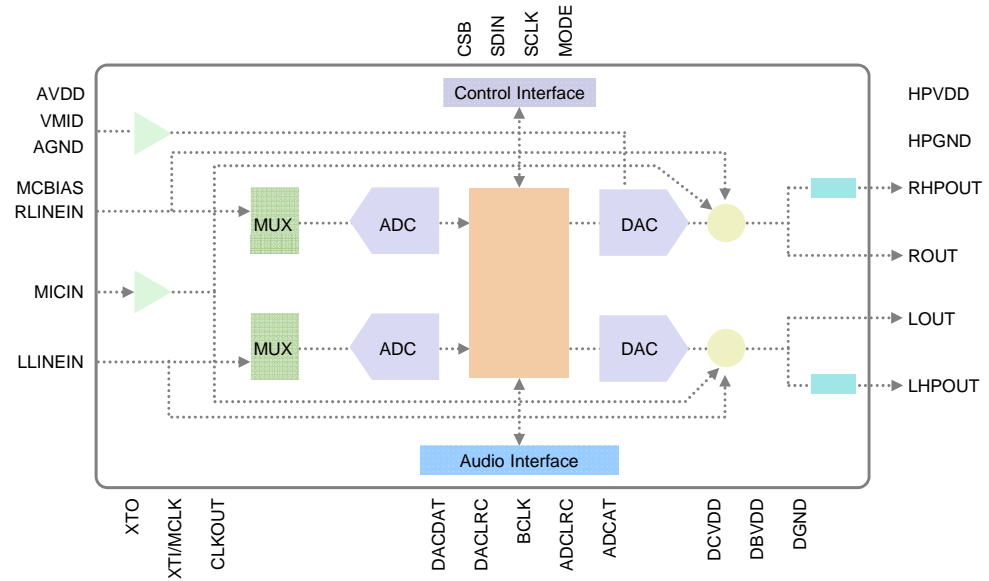 CSB
SDIN
SCLK
MODE
AVDD
VMID
AGND
MCBIAS
RLINEIN
MICIN
LLINEIN
Control Interface
MUX
ADC
DAC
MUX
ADC
DAC
Audio Interface
HPVDD
HPGND
RHPOUT
ROUT
LOUT
LHPOUT
XTO
XTI/MCLK
CLKOUT
DACDAT
DACLRC
BCLK
ADCLRC
ADCAT
DCVDD
DBVDD
DGND